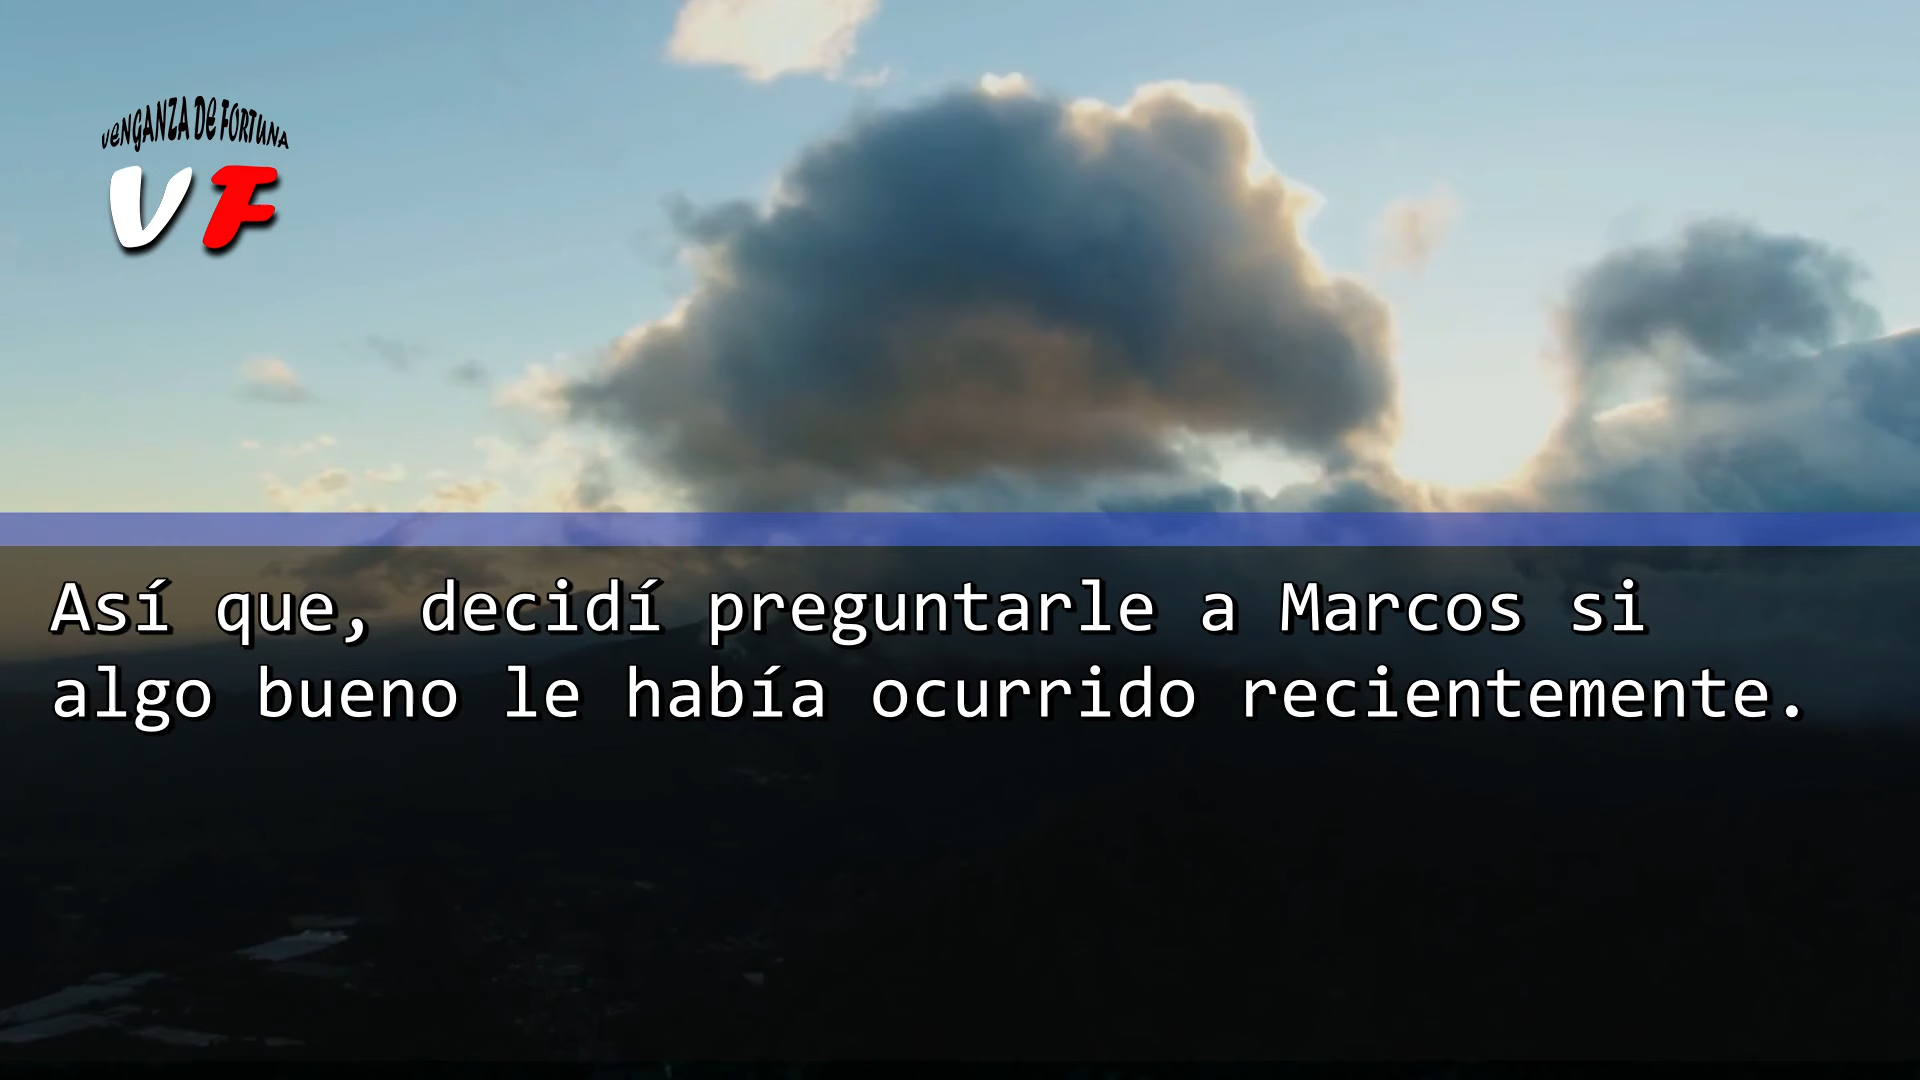 VENGANZA DE FORTUNA
VF
Así que, decidí preguntarle a Marcos si
algo bueno le había ocurrido recientemente.